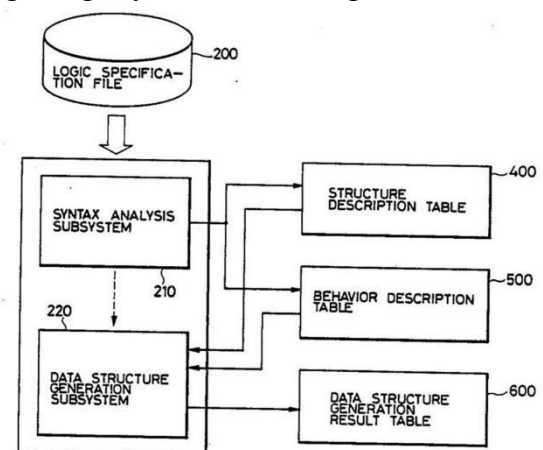 200
LOGIC SPECIFICA-
TION FILE
400
STRUCTURE
DESCRIPTION TABLE
SYNTAX ANALYSIS
SUBSYSTEM
210
500
BEHAVIOR DESCRIPTION
TABLE
220
DATA STRUCTURE
GENERATION
SUBSYSTEM
600
DATA STRUCTURE
GENERATION
RESULT TABLE